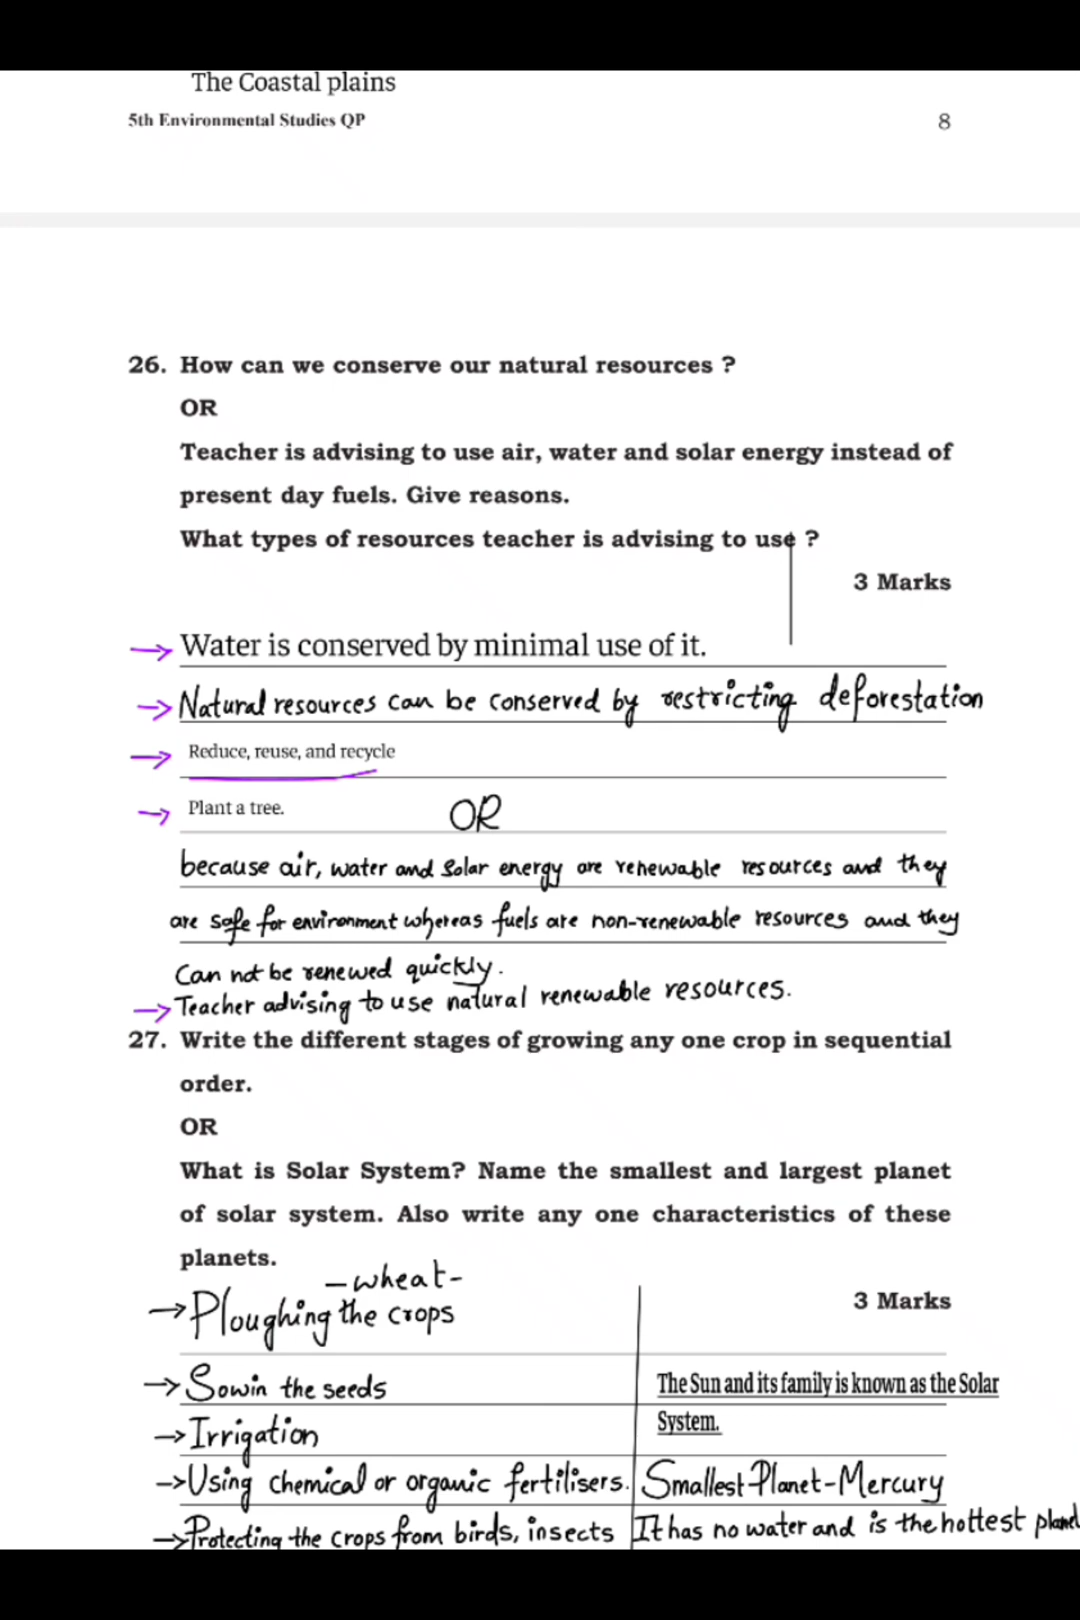 The Coastal plains
5th Environmental Studies QP 8
26. How can we conserve our natural resources ?
OR
Teacher is advising to use air, water and solar energy instead of
present day fuels. Give reasons.
What types of resources teacher is advising to use ?
3 Marks
→ Water is conserved by minimal use of it.
→ Natural resources can be conserved by restricting deforestation
→ Reduce, reuse, and recycle
→ Plant a tree. OR
because air, water and Solar energy are renewable resources and they
are safe for environment whereas fuels are non-renewable resources and they
Can not be renewed quickly.
→ Teacher advising to use natural renewable resources.
27. Write the different stages of growing any one crop in sequential
order.
OR
What is Solar System? Name the smallest and largest planet
of solar system. Also write any one characteristics of these
planets.
- wheat -
3 Marks
→ Ploughing the crops
→ Sowin the seeds
→ Irrigation
→ Using chemical or organic fertilisers.
→ Protecting the crops from birds, insects
The Sun and its family is known as the Solar
System.
Smallest Planet - Mercury
It has no water and is the hottest planet